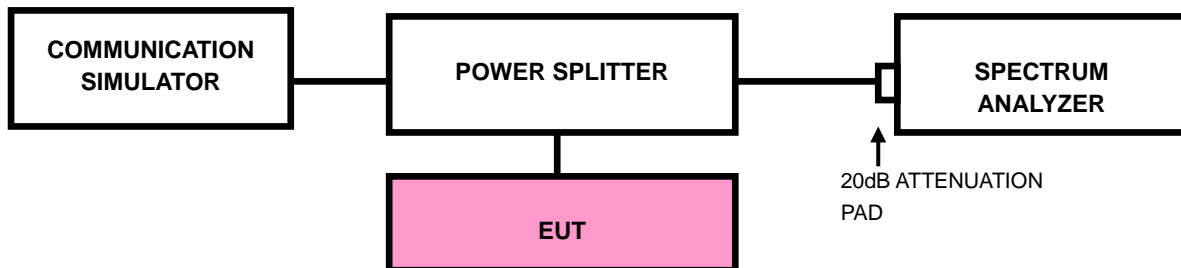 COMMUNICATION
SIMULATOR
POWER SPLITTER
SPECTRUM
ANALYZER
20dB ATTENUATION
PAD
EUT